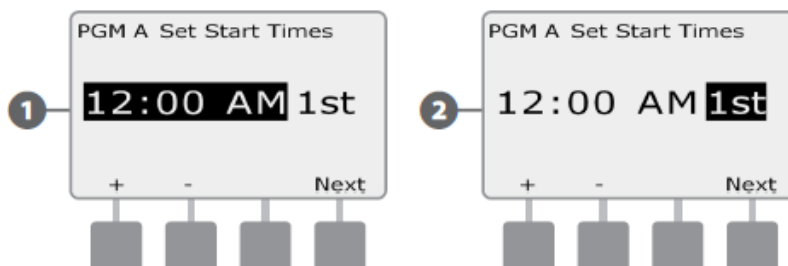 PGM A Set Start Times
1 12:00 AM 1st
+ - Next
PGM A Set Start Times
2 12:00 AM 1st
+ - Next